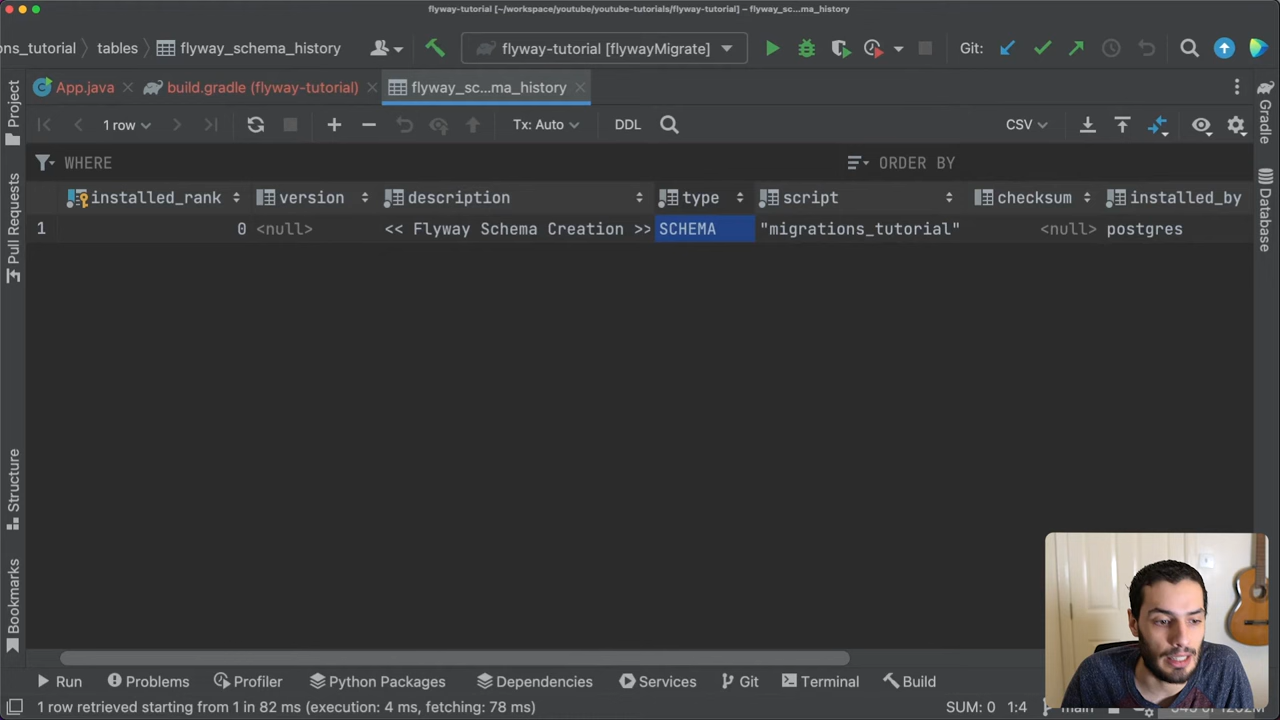 flyway-tutorial [~/workspace/youtube/youtube-tutorials/flyway-tutorial] – flyway_sc...ma_history
ns_tutorial tables flyway_schema_history flyway-tutorial [flywayMigrate] Git:
App.java build.gradle (flyway-tutorial) flyway_sc...ma_history
1 row Tx: Auto DDL CSV
WHERE ORDER BY
installed_rank version description type script checksum installed_by
1 0 <null> << Flyway Schema Creation >> SCHEMA "migrations_tutorial" <null> postgres
Project
Pull Requests
Structure
Bookmarks
Gradle
Database
Run Problems Profiler Python Packages Dependencies Services Git Terminal Build
1 row retrieved starting from 1 in 82 ms (execution: 4 ms, fetching: 78 ms) SUM: 0 1:4 main